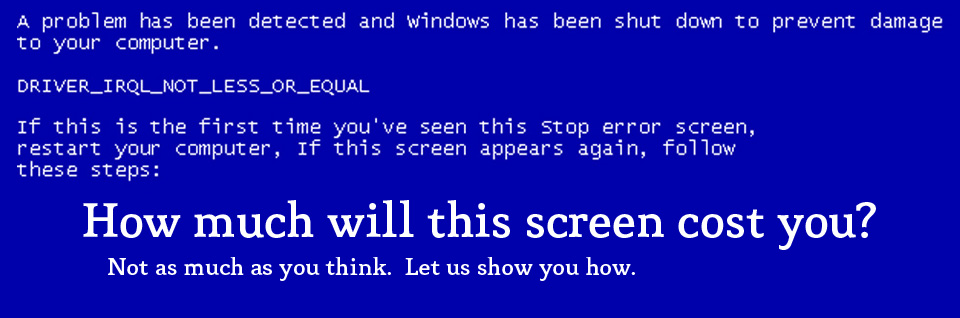 A problem has been detected and Windows has been shut down to prevent damage
to your computer.
DRIVER_IRQL_NOT_LESS_OR_EQUAL
If this is the first time you've seen this Stop error screen,
restart your computer, If this screen appears again, follow
these steps:
How much will this screen cost you?
Not as much as you think. Let us show you how.